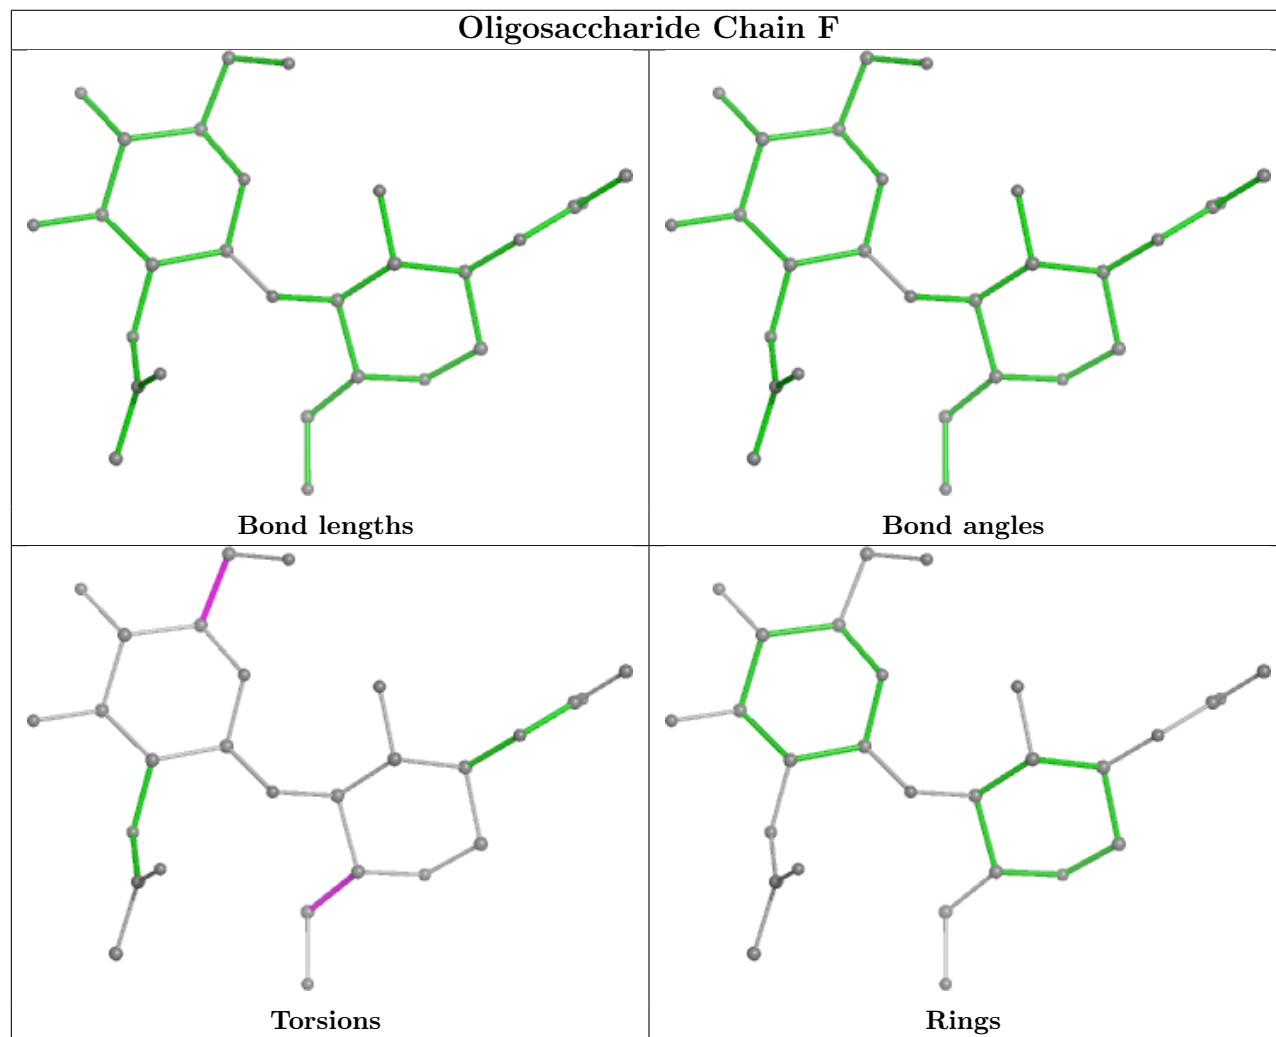 Oligosaccharide Chain F
Bond lengths
Bond angles
Torsions
Rings